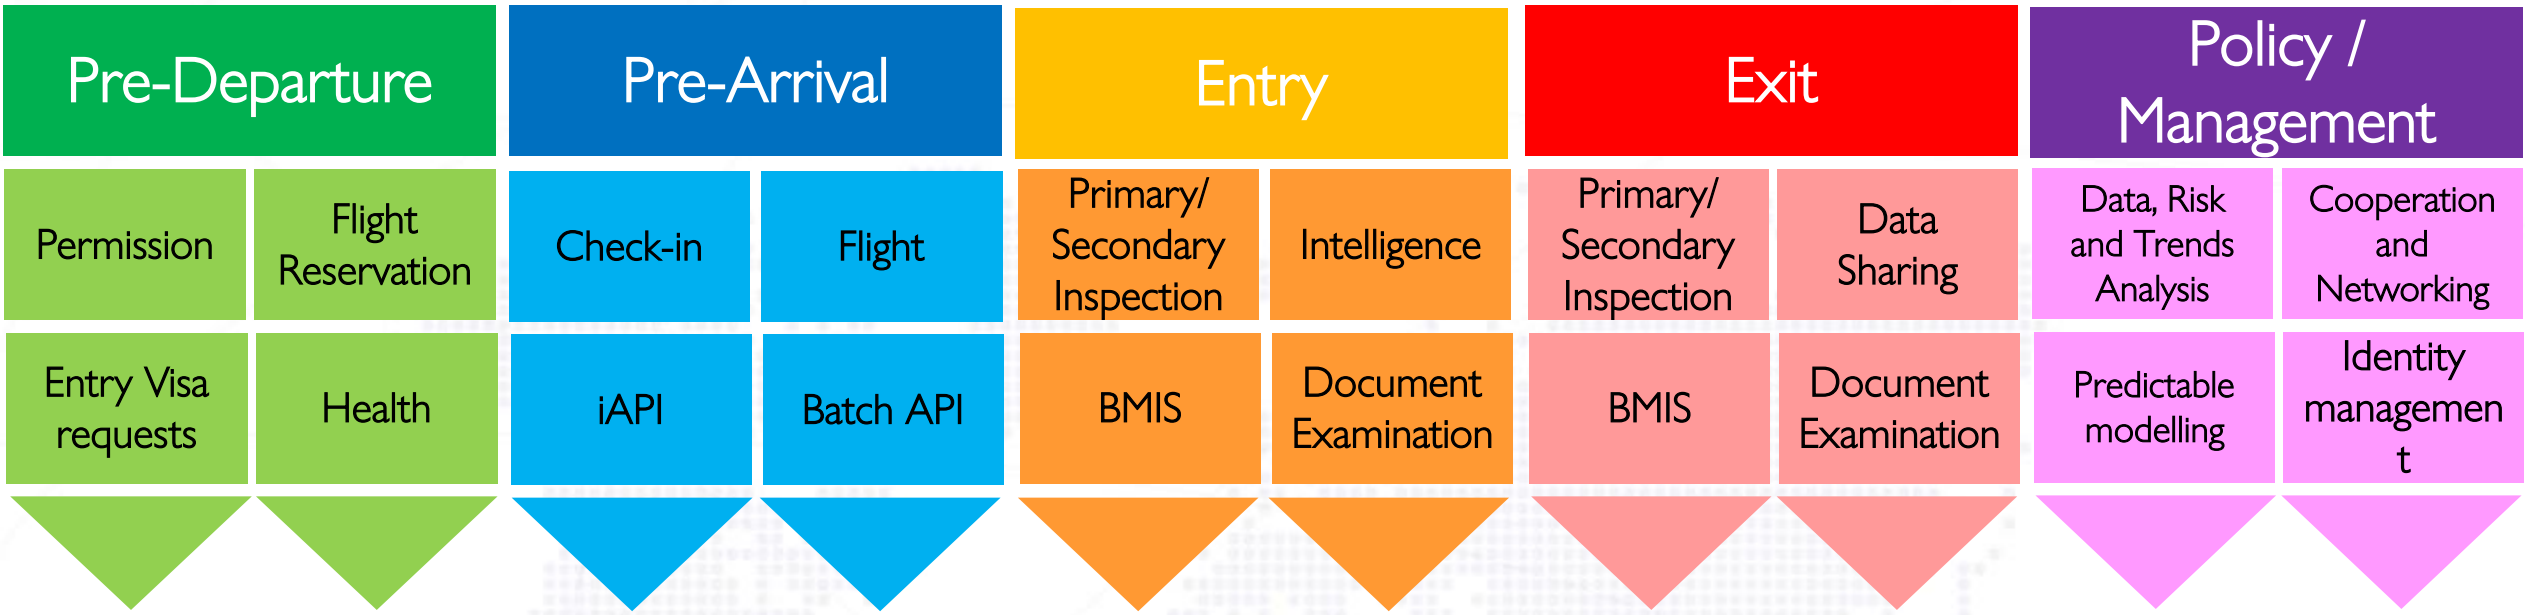 Pre-Departure
Pre-Arrival
Entry
Exit
Policy /
Management
Permission
Flight
Reservation
Check-in
Flight
Primary/
Secondary
Inspection
Intelligence
Primary/
Secondary
Inspection
Data
Sharing
Data, Risk
and Trends
Analysis
Cooperation
and
Networking
Entry Visa
requests
Health
iAPI
Batch API
BMIS
Document
Examination
BMIS
Document
Examination
Predictable
modelling
Identity
managemen
t